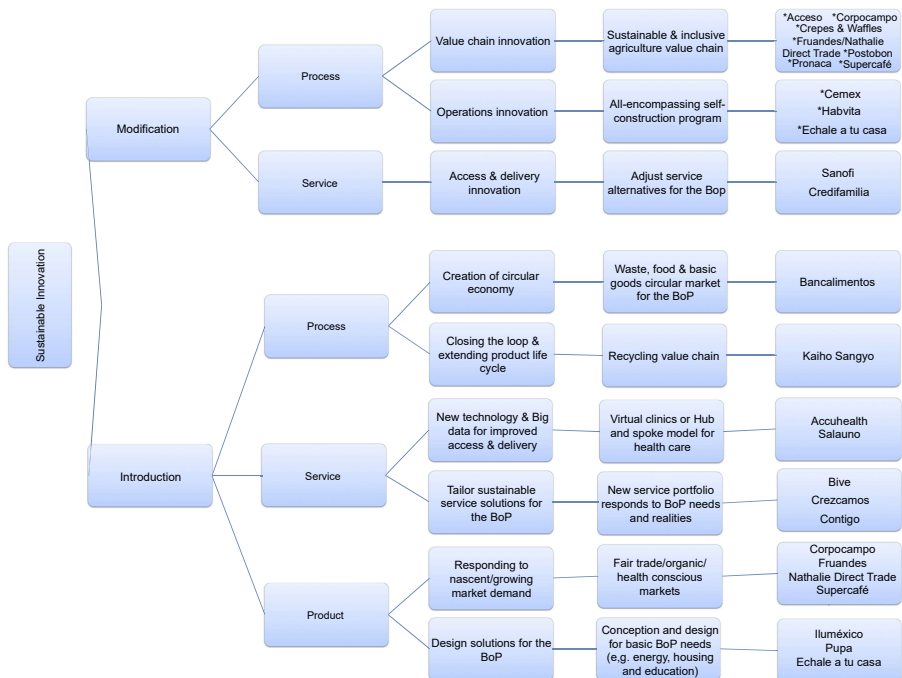 Sustainable Innovation
Modification
Process
Value chain innovation
Sustainable & inclusive
agriculture value chain
*Acceso *Corpocampo
*Crepes & Waffles
*Fruandes/Nathalie
Direct Trade *Postobon
*Pronaca *Supercafé
Operations innovation
All-encompassing self-
construction program
*Cemex
*Habvita
*Echale a tu casa
Service
Access & delivery
innovation
Adjust service
alternatives for the Bop
Sanofi
Credifamilia
Introduction
Process
Creation of circular
economy
Waste, food & basic
goods circular market
for the BoP
Bancalimentos
Closing the loop &
extending product life
cycle
Recycling value chain
Kaiho Sangyo
Service
New technology & Big
data for improved
access & delivery
Virtual clinics or Hub
and spoke model for
health care
Accuhealth
Salauno
Tailor sustainable
service solutions for
the BoP
New service portfolio
responds to BoP needs
and realities
Bive
Crezcamos
Contigo
Product
Responding to
nascent/growing
market demand
Fair trade/organic/
health conscious
markets
Corpocampo
Fruandes
Nathalie Direct Trade
Supercafé
Design solutions for the
BoP
Conception and design
for basic BoP needs
(e,g. energy, housing
and education)
Iluméxico
Pupa
Echale a tu casa